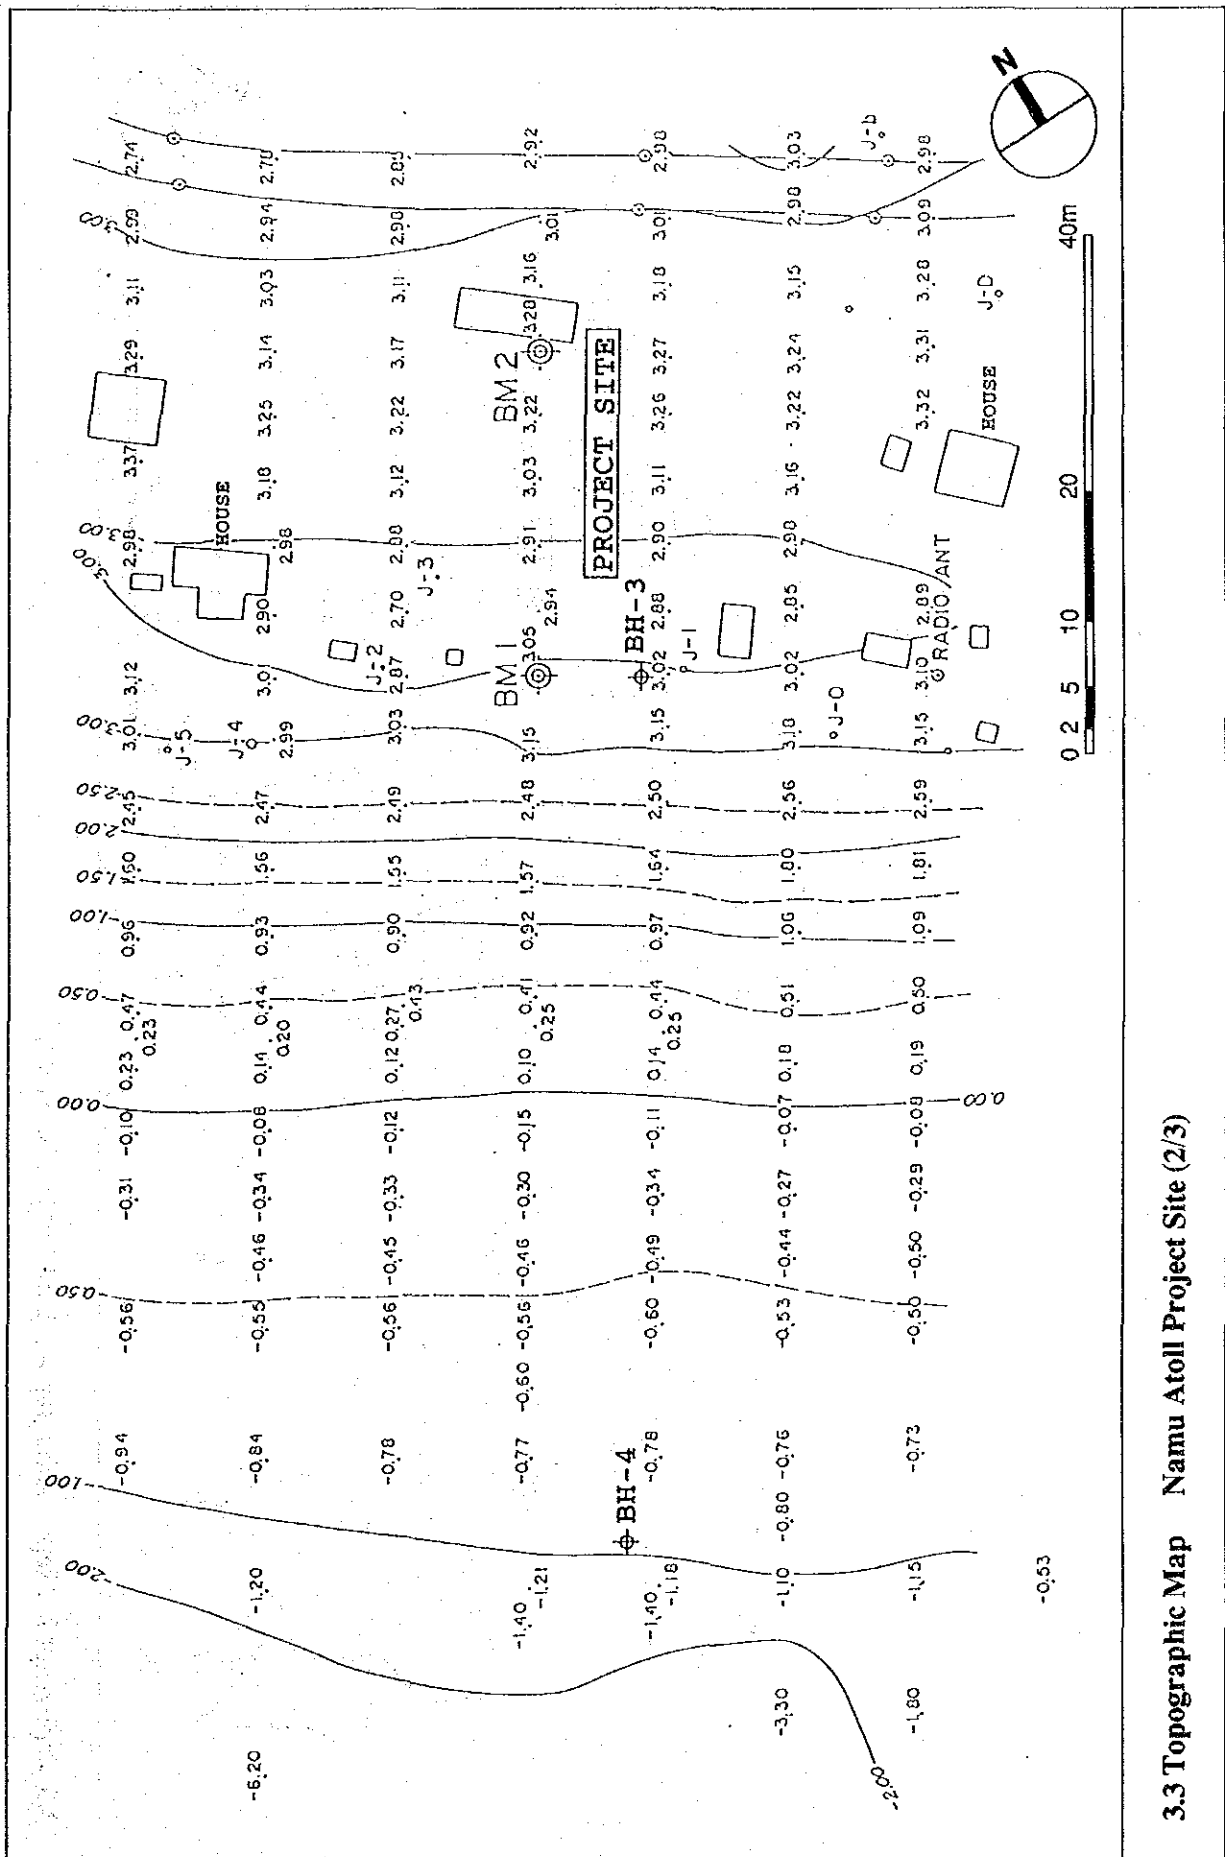 -2.00
-1.00
0.50
0.00
0.50
1.00
1.50
2.00
2.50
3.00
3.00
3.00
3.00
-0.94 -0.56 -0.31 -0.10 0.23 0.47 0.96 1.60 2.45 3.01 3.12 2.98 3.37 3.29 3.11 2.99 2.74
0.23
J-5
HOUSE
J-4
-6.20 -1.20 -0.84 -0.55 -0.46 -0.34 -0.08 0.14 0.44 0.93 1.56 2.47 3.01 2.90 3.18 3.25 3.14 3.03 2.94
0.20 2.99 2.98
J-2
-0.78 -0.56 -0.45 -0.33 -0.12 0.12 0.27 0.90 1.55 2.49 3.03 2.87 2.70 2.88 3.12 3.22 3.17 3.11 2.98 2.85
0.43
J-3
BM 1
BM 2
-1.40 -0.77 -0.60 -0.56 -0.46 -0.30 -0.15 0.10 0.41 0.92 1.57 2.48 3.15 3.05 2.91 3.03 3.22 3.28 3.16 2.92
-1.21 0.25 2.94 3.01
PROJECT SITE
BH-4
BH-3
-1.40 -0.78 -0.60 -0.49 -0.34 -0.11 0.14 0.44 0.97 1.64 2.50 3.15 3.02 2.88 2.90 3.11 3.26 3.27 3.18 3.01 2.98
-1.18 0.25
J-1
-3.30 -1.10 -0.80 -0.76 -0.53 -0.44 -0.27 -0.07 0.18 0.51 1.06 1.80 2.56 3.18 3.02 2.85 2.98 3.16 3.22 3.24 3.15 2.98 3.03
J-0
J-b
-2.00
-1.80 -1.15 -0.73 -0.50 -0.50 -0.29 -0.08 0.19 0.50 1.09 1.81 2.59 3.15 3.10 2.89 3.32 3.31 3.28 3.09 2.98
RADIO/ANT
0.00
HOUSE
J-D
-0.53
N
0 2 5 10 20 40m
3.3 Topographic Map Namu Atoll Project Site (2/3)